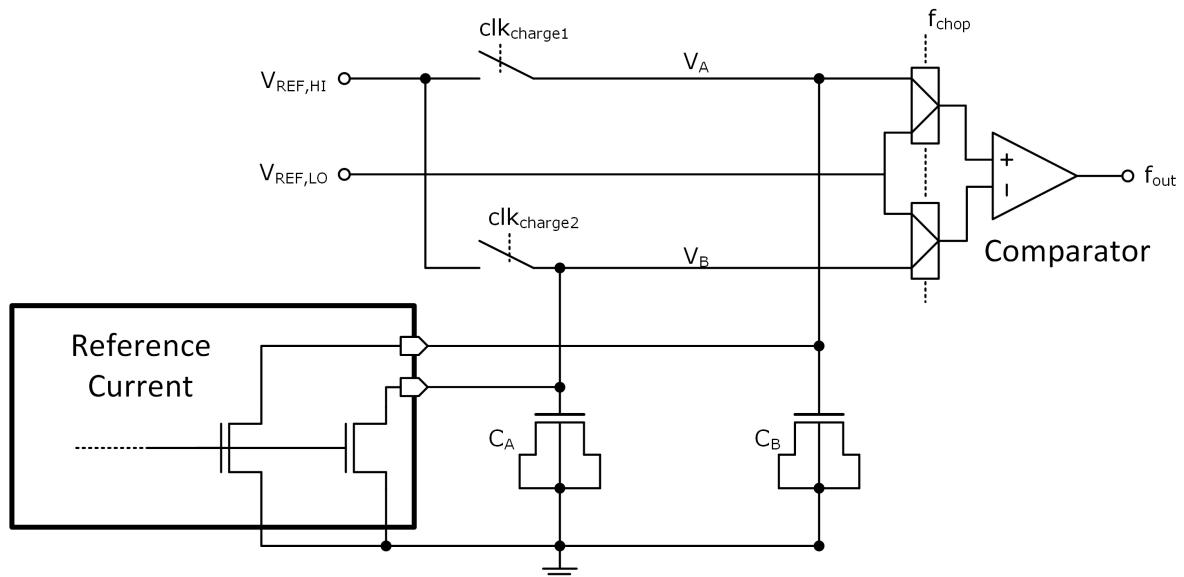 f_chop
clk_charge1
V_A
V_REF,HI
V_REF,LO
+
−
f_out
clk_charge2
V_B
Comparator
Reference
Current
C_A
C_B